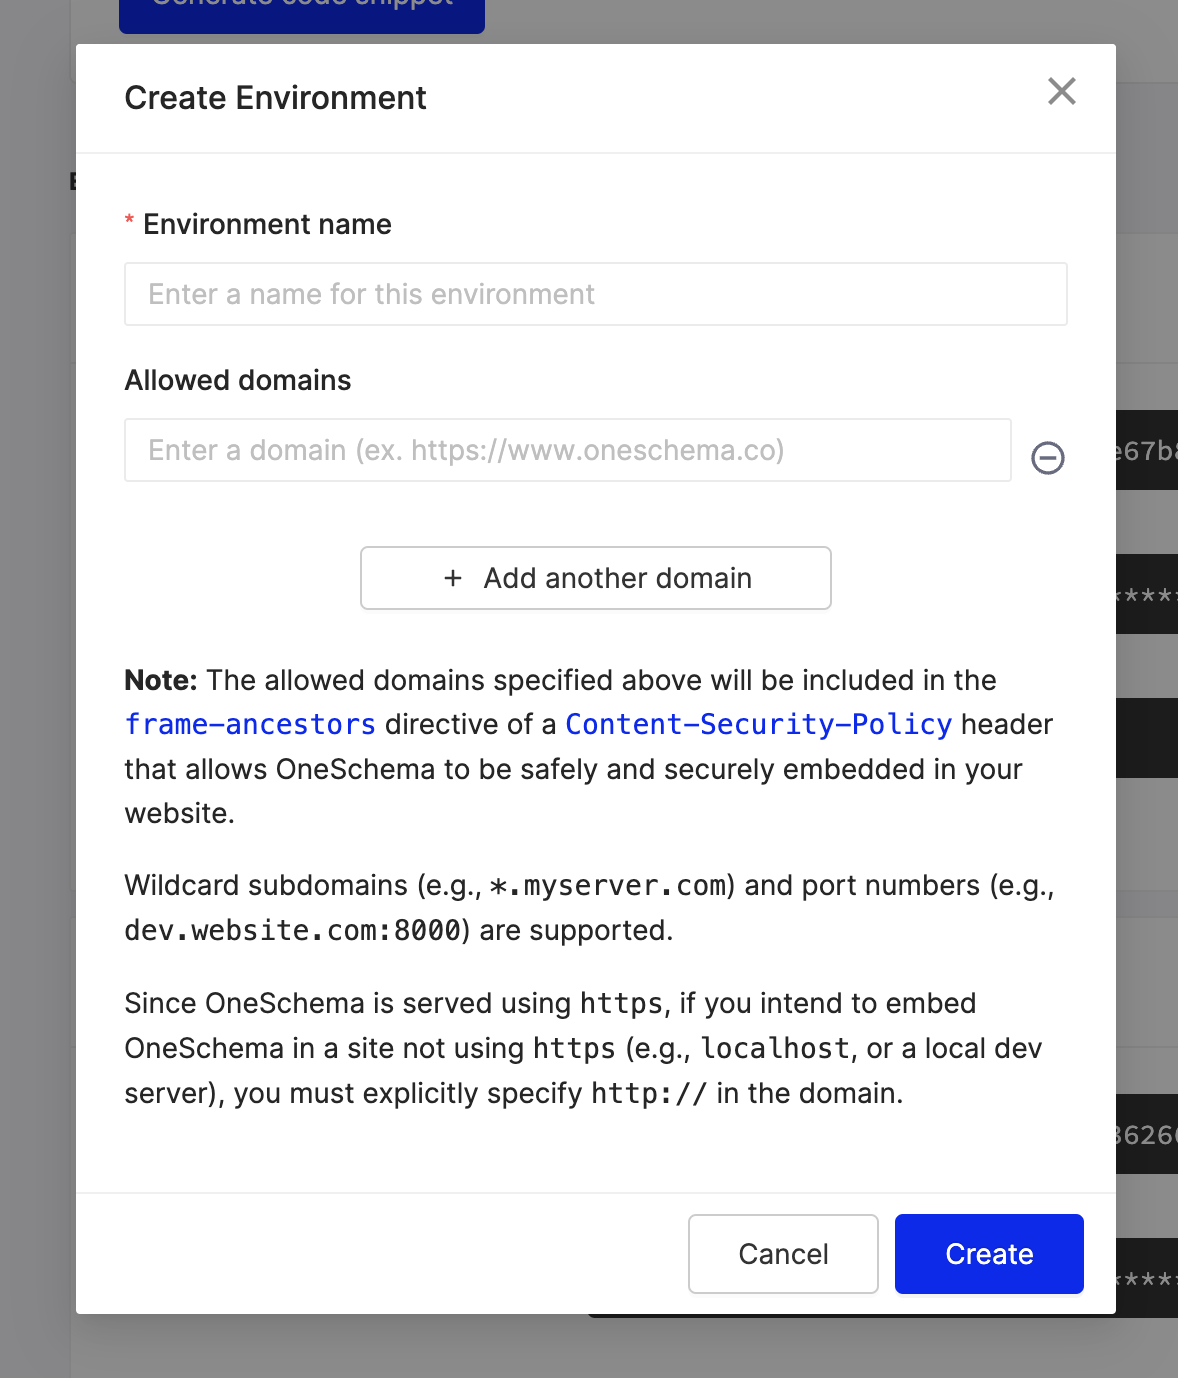 Generate code snippet
Create Environment
* Environment name
Enter a name for this environment
Allowed domains
Enter a domain (ex. https://www.oneschema.co)
e67b8
+ Add another domain
****
Note: The allowed domains specified above will be included in the
frame-ancestors directive of a Content-Security-Policy header
that allows OneSchema to be safely and securely embedded in your
website.
Wildcard subdomains (e.g., *.myserver.com) and port numbers (e.g.,
dev.website.com:8000) are supported.
Since OneSchema is served using https, if you intend to embed
OneSchema in a site not using https (e.g., localhost, or a local dev
server), you must explicitly specify http:// in the domain.
3626
Cancel
Create
****